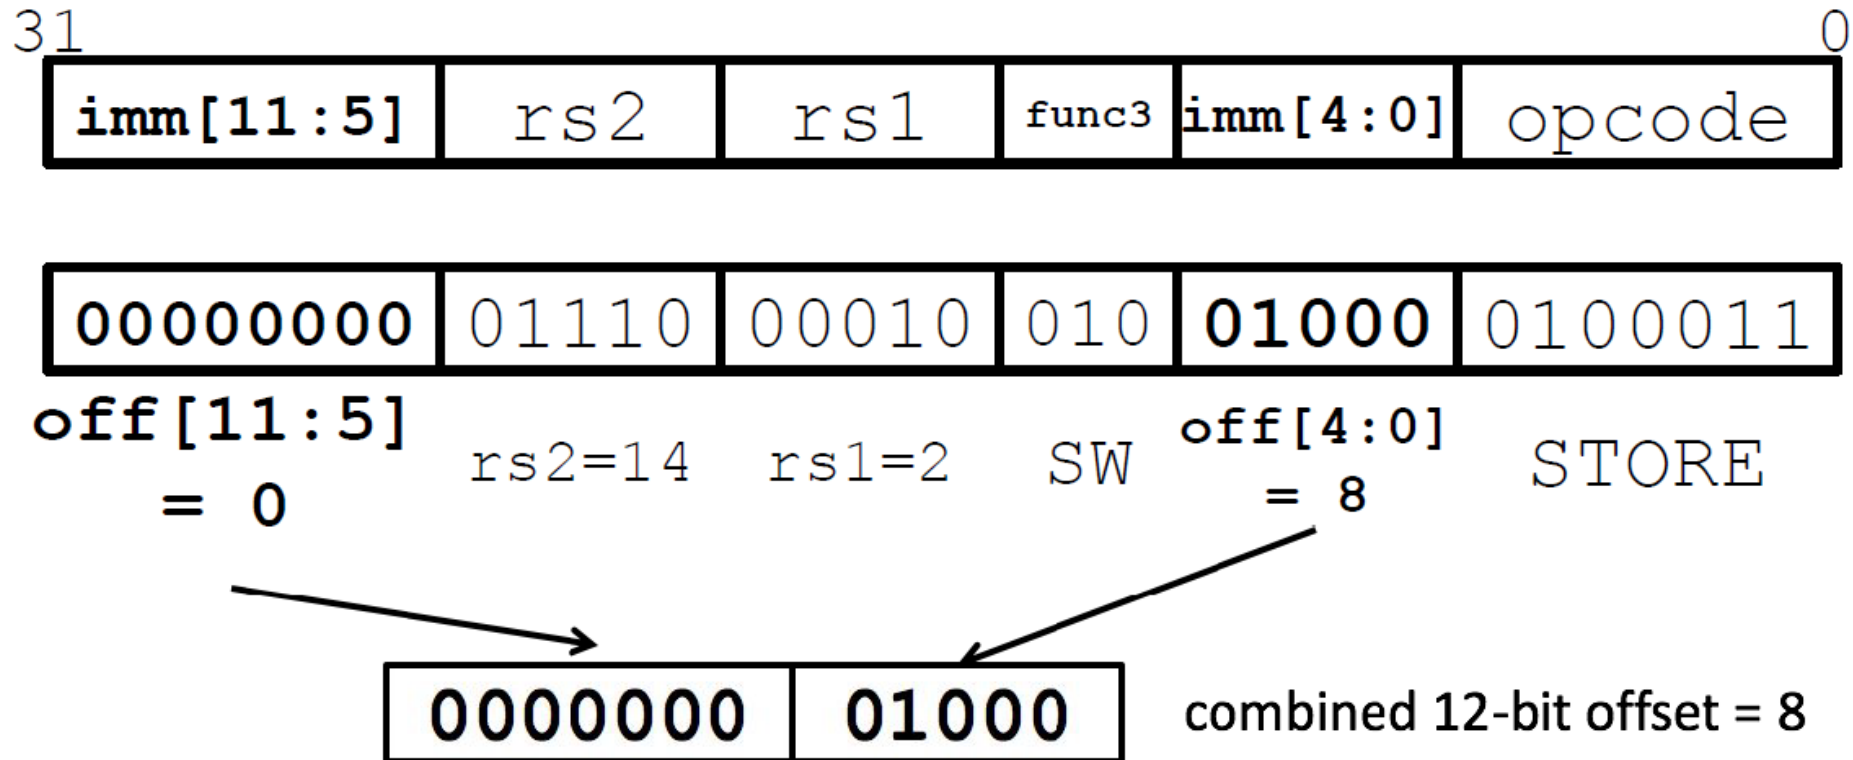 31 0
imm[11:5] rs2 rs1 func3 imm[4:0] opcode
00000000 01110 00010 010 01000 0100011
off[11:5] = 0 rs2=14 rs1=2 SW off[4:0] = 8 STORE
0000000 01000 combined 12-bit offset = 8